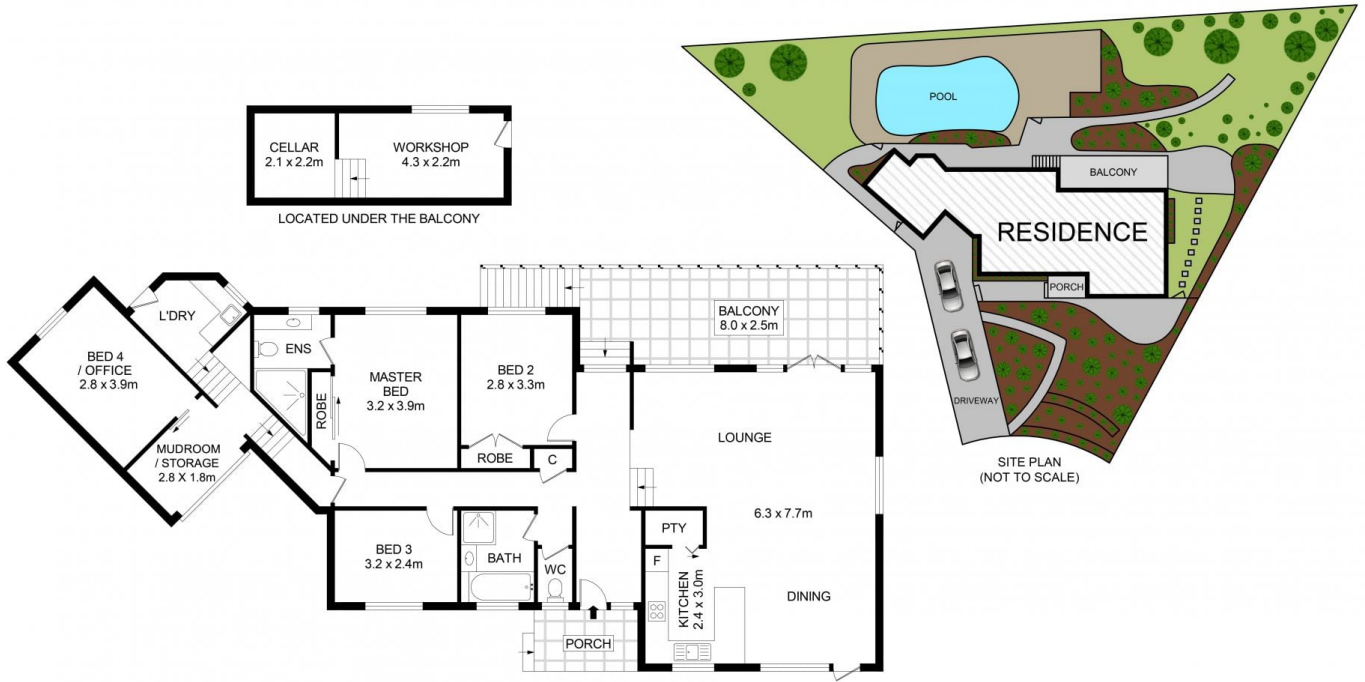 CELLAR
2.1 x 2.2m
WORKSHOP
4.3 x 2.2m
LOCATED UNDER THE BALCONY
POOL
BALCONY
RESIDENCE
PORCH
DRIVEWAY
SITE PLAN
(NOT TO SCALE)
L'DRY
BED 4
/ OFFICE
2.8 x 3.9m
MUDROOM
/ STORAGE
2.8 X 1.8m
ENS
ROBE
MASTER
BED
3.2 x 3.9m
BED 2
2.8 x 3.3m
ROBE
C
BALCONY
8.0 x 2.5m
LOUNGE
6.3 x 7.7m
PTY
F
KITCHEN
2.4 x 3.0m
DINING
BED 3
3.2 x 2.4m
BATH
WC
PORCH